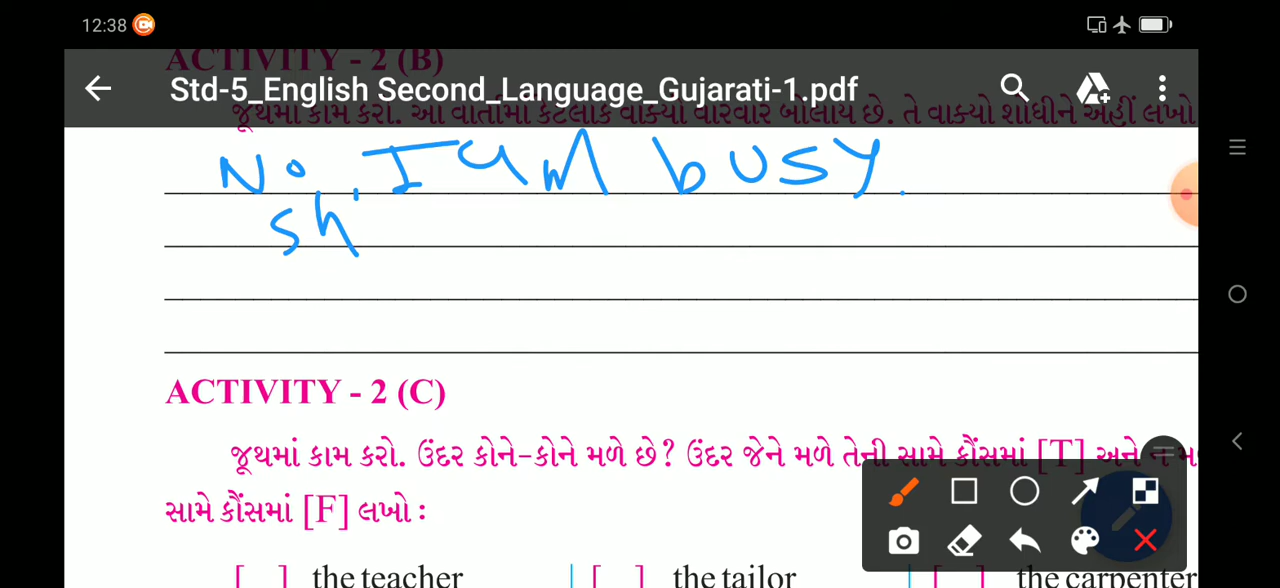 12:38
ACTIVITY - 2 (B)
Std-5_English Second_Language_Gujarati-1.pdf
જૂથમાં કામ કરો. આ વાર્તામાં કેટલાંક વાક્યો વારંવાર બોલાય છે. તે વાક્યો શોધીને અહીં લખો
No, I am busy.
sh
ACTIVITY - 2 (C)
જૂથમાં કામ કરો. ઉંદર કોને-કોને મળે છે? ઉંદર જેને મળે તેની સામે કૌંસમાં [T] અને ન
સામે કૌંસમાં [F] લખો :
[ ] the teacher [ ] the tailor [ ] the carpenter